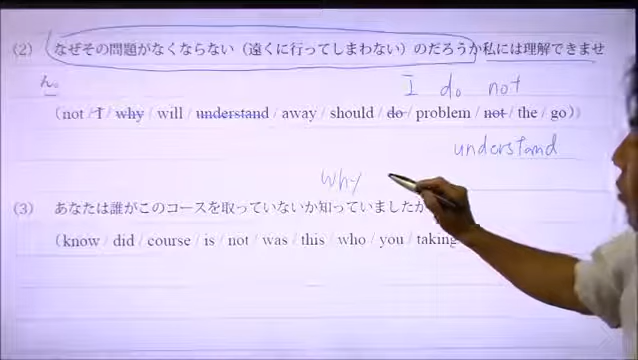 (2) なぜその問題がなくならない（遠くに行ってしまわない）のだろうか私には理解できませ
ん。
I do not
(not / I / why / will / understand / away / should / do / problem / not / the / go))
understand
why
(3) あなたは誰がこのコースを取っていないか知っていましたか
(know / did / course / is / not / was / this / who / you / taking